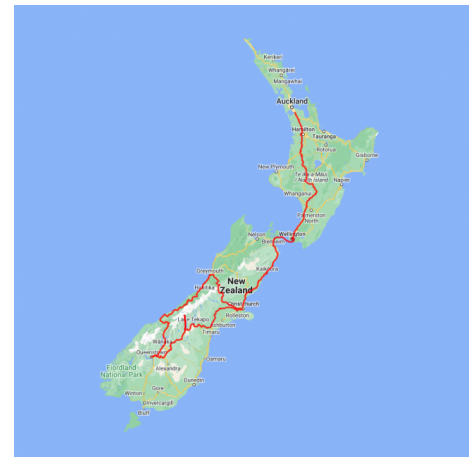 Kerikeri
Whangārei
Mangawhai
Auckland
Hamilton
Tauranga
Rotorua
Gisborne
New Plymouth
North Island
Napier
Whanganui
Palmerston
North
Nelson
Wellington
Blenheim
Greymouth
Kaikōura
New
Zealand
Hokitika
Christchurch
Rolleston
Lake Tekapo
Ashburton
Timaru
Wānaka
Queenstown
Oamaru
Fiordland
National Park
Alexandra
Dunedin
Gore
Winton
Invercargill
Bluff